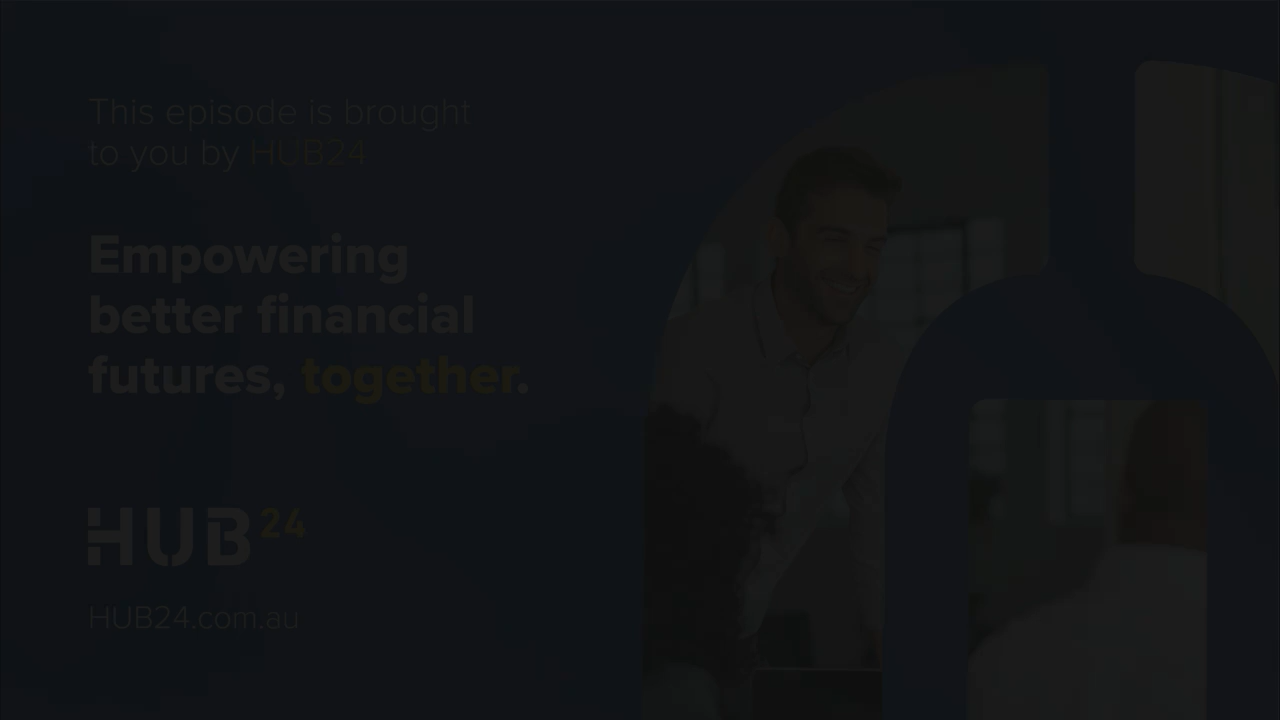 This episode is brought
to you by HUB24
Empowering
better financial
futures, together.
HUB24
HUB24.com.au